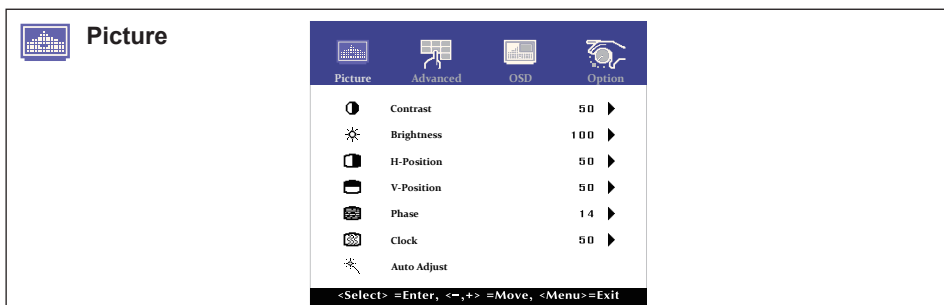 Picture
Picture Advanced OSD Option
Contrast 50
Brightness 100
H-Position 50
V-Position 50
Phase 14
Clock 50
Auto Adjust
<Select> =Enter, <−,+> =Move, <Menu>=Exit